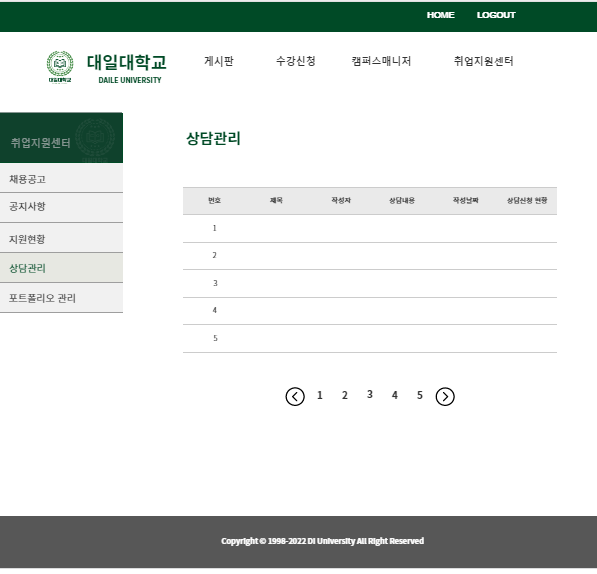 HOME LOGOUT
대일대학교
대일대학교 DAILE UNIVERSITY
게시판 수강신청 캠퍼스매니저 취업지원센터
취업지원센터
채용공고
공지사항
지원현황
상담관리
포트폴리오 관리
상담관리
번호 제목 작성자 상담내용 작성날짜 상담신청 현황
1
2
3
4
5
1 2 3 4 5
Copyright © 1998-2022 DI University All Right Reserved